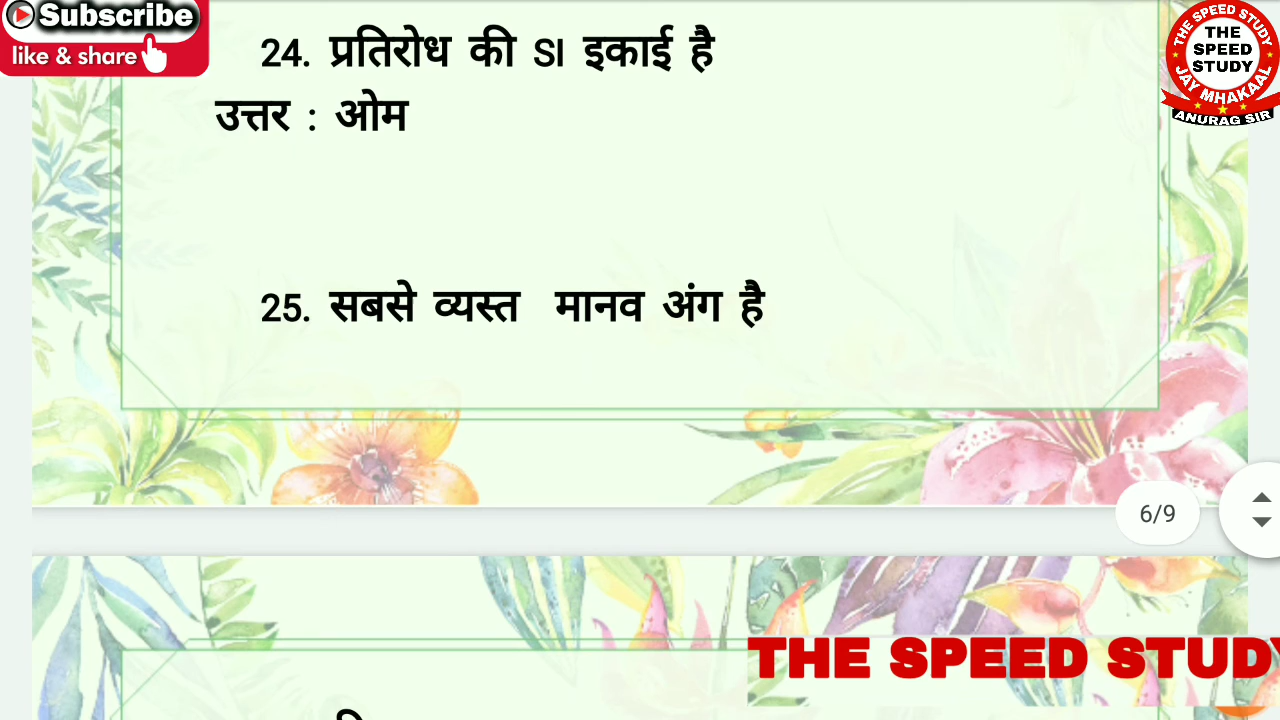 Subscribe
like & share
THE SPEED STUDY
THE
SPEED
STUDY
JAY MHAKAAL
ANURAG SIR
24. प्रतिरोध की SI इकाई है
उत्तर : ओम
25. सबसे व्यस्त मानव अंग है
6/9
THE SPEED STUDY